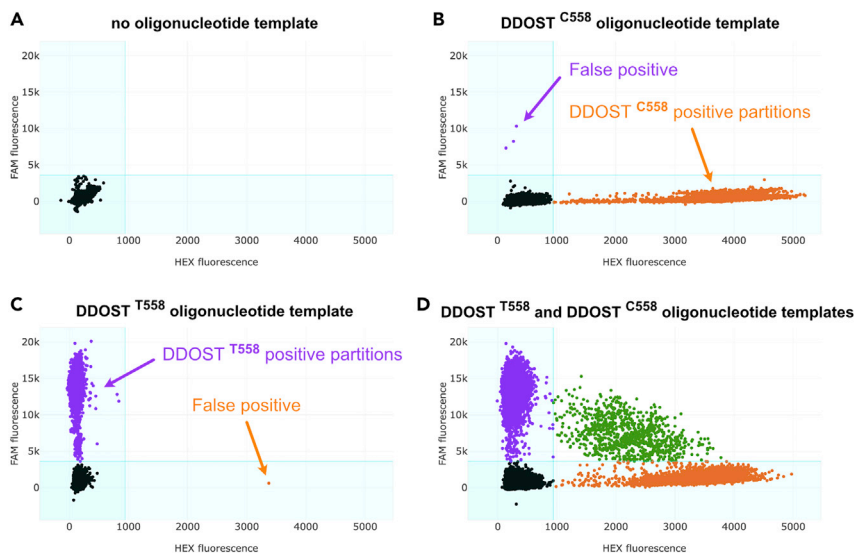 A
no oligonucleotide template
20k
15k
10k
5k
0
FAM fluorescence
0 1000 2000 3000 4000 5000
HEX fluorescence
B
DDOST C558 oligonucleotide template
False positive
DDOST C558 positive partitions
20k
15k
10k
5k
0
FAM fluorescence
0 1000 2000 3000 4000 5000
HEX fluorescence
C
DDOST T558 oligonucleotide template
DDOST T558 positive partitions
False positive
20k
15k
10k
5k
0
FAM fluorescence
0 1000 2000 3000 4000 5000
HEX fluorescence
D
DDOST T558 and DDOST C558 oligonucleotide templates
20k
15k
10k
5k
0
FAM fluorescence
0 1000 2000 3000 4000 5000
HEX fluorescence